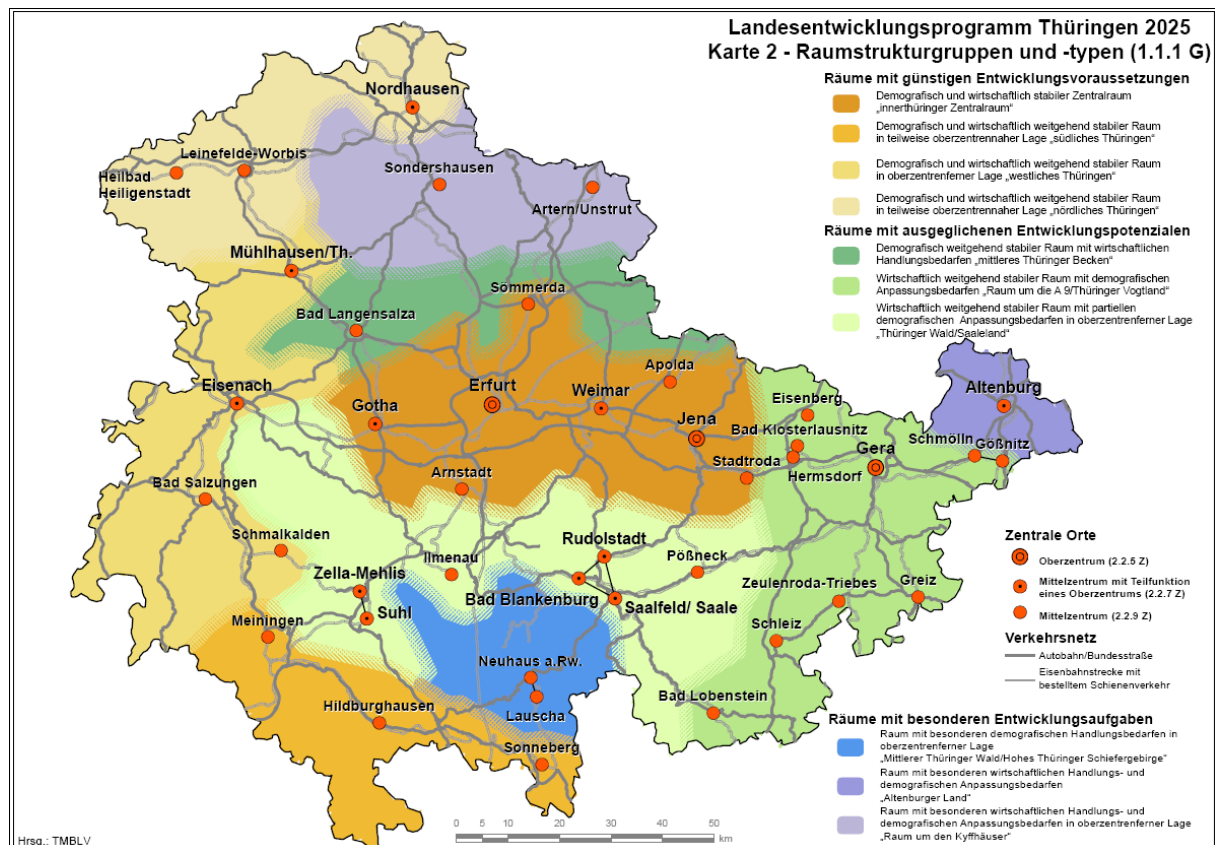 Landesentwicklungsprogramm Thüringen 2025
Karte 2 - Raumstrukturgruppen und -typen (1.1.1 G)
Räume mit günstigen Entwicklungsvoraussetzungen
Demografisch und wirtschaftlich stabiler Zentralraum
„innerthüringer Zentralraum“
Demografisch und wirtschaftlich weitgehend stabiler Raum
in teilweise oberzentrennaher Lage „südliches Thüringen“
Demografisch und wirtschaftlich weitgehend stabiler Raum
in oberzentrenferner Lage „westliches Thüringen“
Demografisch und wirtschaftlich weitgehend stabiler Raum
in teilweise oberzentrennaher Lage „nördliches Thüringen“
Räume mit ausgeglichenen Entwicklungspotenzialen
Demografisch weitgehend stabiler Raum mit wirtschaftlichen
Handlungsbedarfen „mittleres Thüringer Becken“
Wirtschaftlich weitgehend stabiler Raum mit demografischen
Anpassungsbedarfen „Raum um die A 9/Thüringer Vogtland“
Wirtschaftlich weitgehend stabiler Raum mit partiellen
demografischen Anpassungsbedarfen in oberzentrenferner Lage
„Thüringer Wald/Saaleland“
Nordhausen
Leinefelde-Worbis
Heilbad
Heiligenstadt
Sondershausen
Artern/Unstrut
Mühlhausen/Th.
Sömmerda
Bad Langensalza
Apolda
Eisenach
Erfurt
Weimar
Gotha
Jena
Eisenberg
Altenburg
Bad Klosterlausnitz
Gera
Schmölln
Gößnitz
Stadtroda
Hermsdorf
Arnstadt
Bad Salzungen
Schmalkalden
Ilmenau
Rudolstadt
Pößneck
Zella-Mehlis
Bad Blankenburg
Saalfeld/ Saale
Zeulenroda-Triebes
Greiz
Suhl
Meiningen
Schleiz
Neuhaus a.Rw.
Lauscha
Bad Lobenstein
Hildburghausen
Sonneberg
Zentrale Orte
Oberzentrum (2.2.5 Z)
Mittelzentrum mit Teilfunktion
eines Oberzentrums (2.2.7 Z)
Mittelzentrum (2.2.9 Z)
Verkehrsnetz
Autobahn/Bundesstraße
Eisenbahnstrecke mit
bestelltem Schienenverkehr
Räume mit besonderen Entwicklungsaufgaben
Raum mit besonderen demografischen Handlungsbedarfen in
oberzentrenferner Lage
„Mittlerer Thüringer Wald/Hohes Thüringer Schiefergebirge“
Raum mit besonderen wirtschaftlichen Handlungs- und
demografischen Anpassungsbedarfen
„Altenburger Land“
Raum mit besonderen wirtschaftlichen Handlungs- und
demografischen Anpassungsbedarfen in oberzentrenferner Lage
„Raum um den Kyffhäuser“
0 10 20 30 40 50
km
Hrsg.: TMBLV